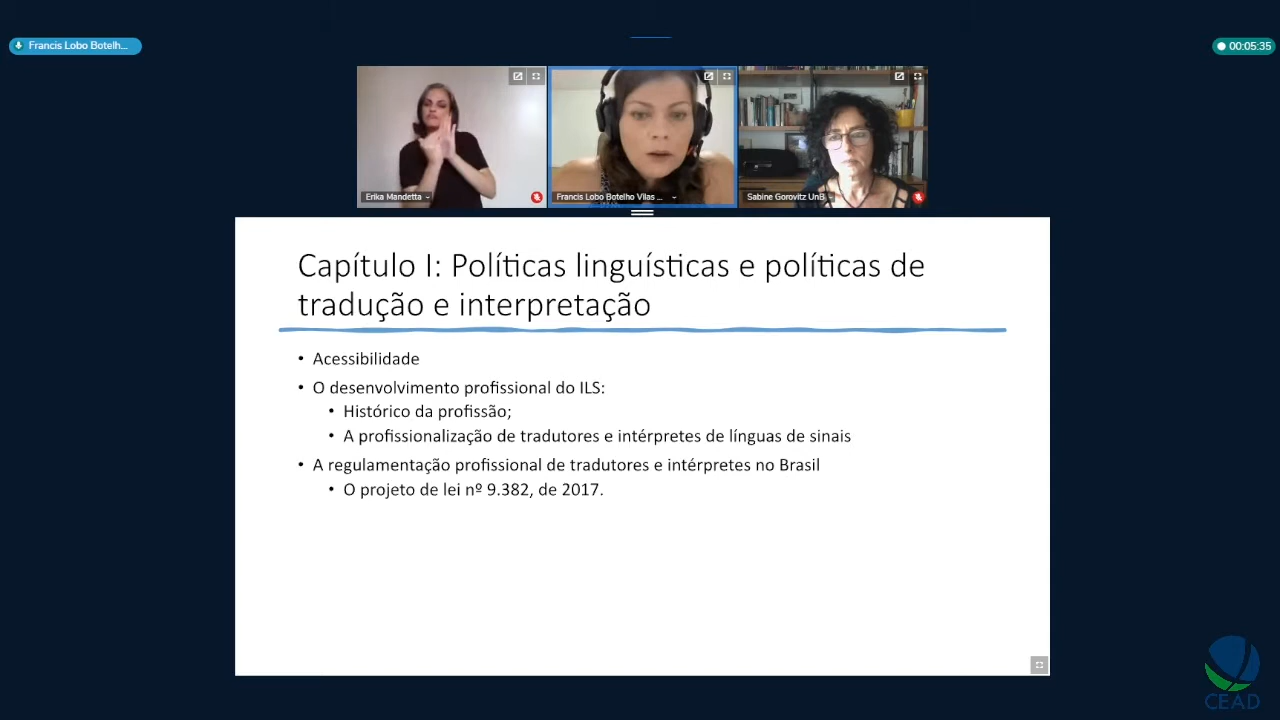 Francis Lobo Botelh...
00:05:35
Erika Mandetta
Francis Lobo Botelho Vilas ...
Sabine Gorovitz UnB
Capítulo I: Políticas linguísticas e políticas de
tradução e interpretação
• Acessibilidade
• O desenvolvimento profissional do ILS:
• Histórico da profissão;
• A profissionalização de tradutores e intérpretes de línguas de sinais
• A regulamentação profissional de tradutores e intérpretes no Brasil
• O projeto de lei nº 9.382, de 2017.
CEAD